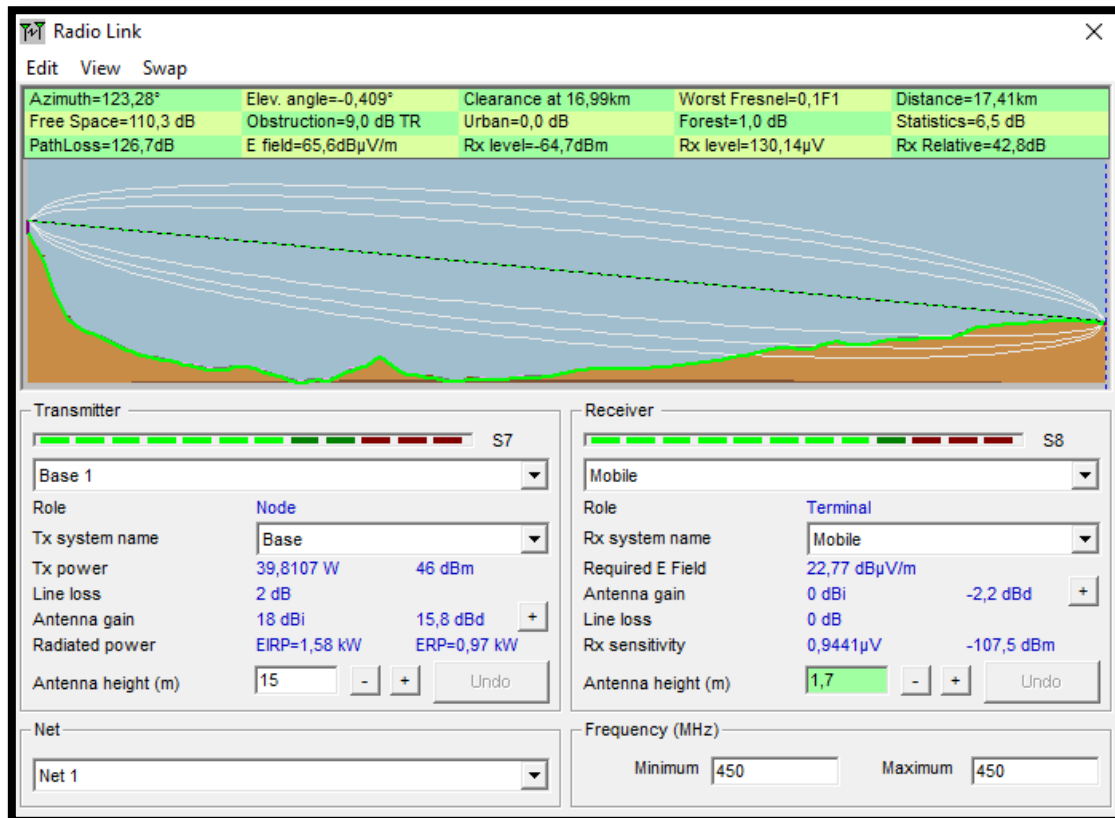 Radio Link
Edit View Swap
Azimuth=123,28° Elev. angle=-0,409° Clearance at 16,99km Worst Fresnel=0,1F1 Distance=17,41km
Free Space=110,3 dB Obstruction=9,0 dB TR Urban=0,0 dB Forest=1,0 dB Statistics=6,5 dB
PathLoss=126,7dB E field=65,6dBµV/m Rx level=-64,7dBm Rx level=130,14µV Rx Relative=42,8dB
Transmitter
S7
Base 1
Role Node
Tx system name Base
Tx power 39,8107 W 46 dBm
Line loss 2 dB
Antenna gain 18 dBi 15,8 dBd +
Radiated power EIRP=1,58 kW ERP=0,97 kW
Antenna height (m) 15 - + Undo
Net
Net 1
Receiver
S8
Mobile
Role Terminal
Rx system name Mobile
Required E Field 22,77 dBµV/m
Antenna gain 0 dBi -2,2 dBd +
Line loss 0 dB
Rx sensitivity 0,9441µV -107,5 dBm
Antenna height (m) 1,7 - + Undo
Frequency (MHz)
Minimum 450 Maximum 450